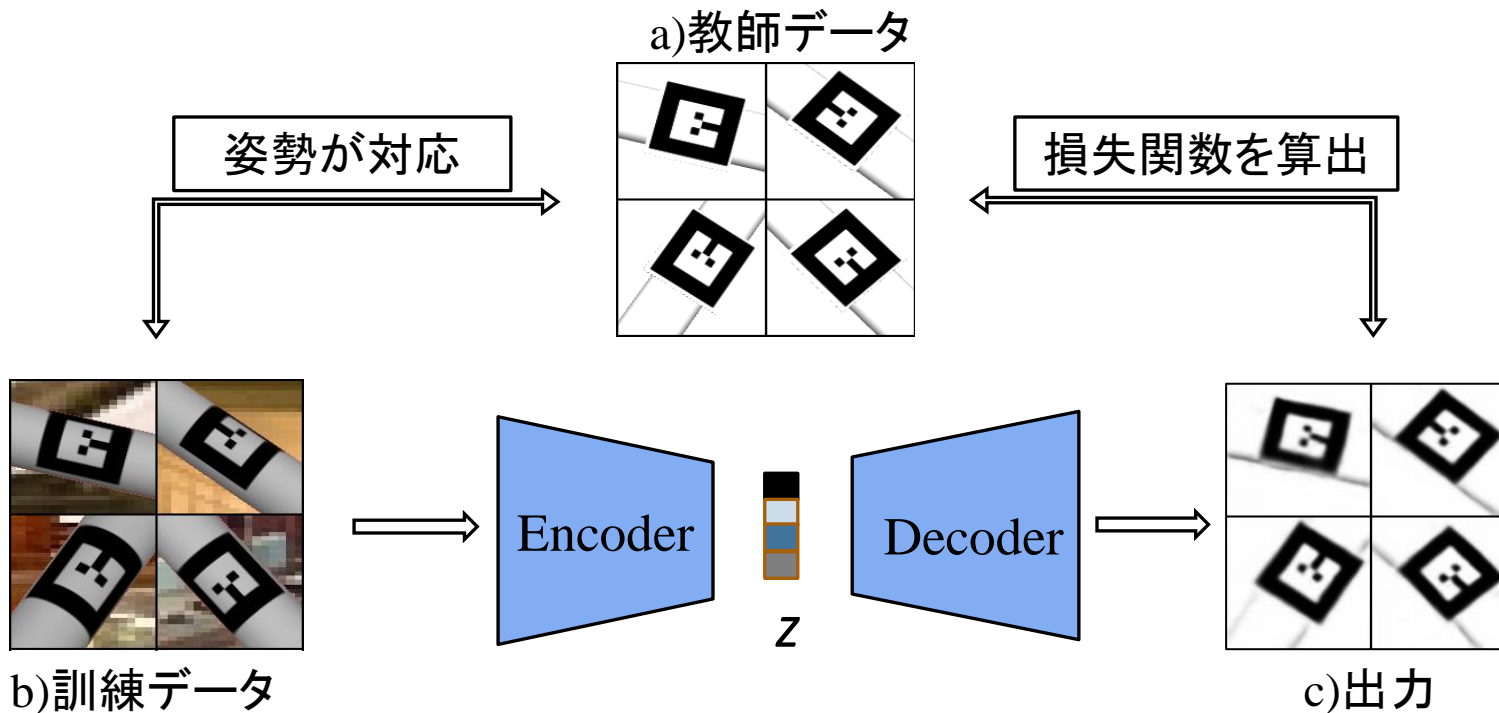 a)教師データ
姿勢が対応
損失関数を算出
Encoder
Decoder
z
b)訓練データ
c)出力